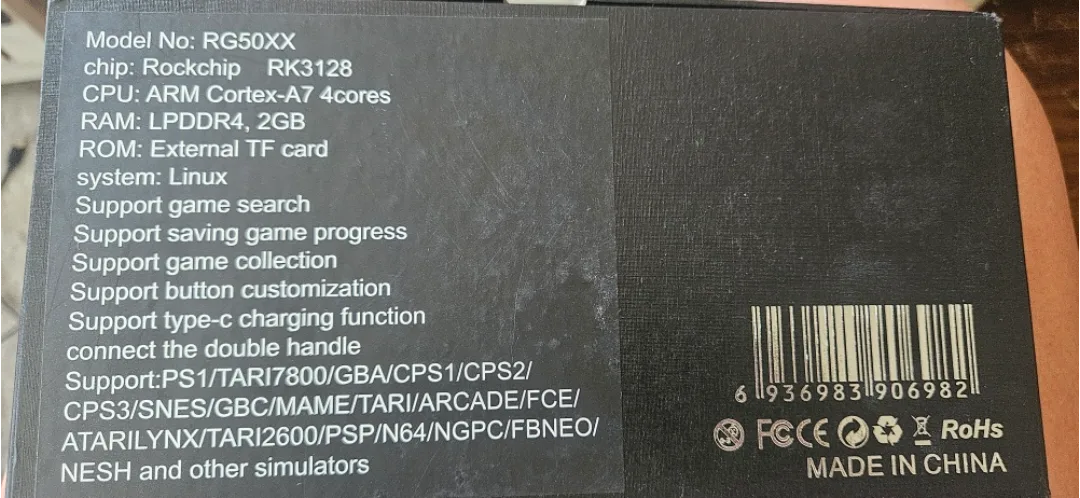 Model No: RG50XX
chip: Rockchip RK3128
CPU: ARM Cortex-A7 4cores
RAM: LPDDR4, 2GB
ROM: External TF card
system: Linux
Support game search
Support saving game progress
Support game collection
Support button customization
Support type-c charging function
connect the double handle
Support:PS1/TARI7800/GBA/CPS1/CPS2/
CPS3/SNES/GBC/MAME/TARI/ARCADE/FCE/
ATARILYNX/TARI2600/PSP/N64/NGPC/FBNEO/
NESH and other simulators
6 936983 906982
FC CE RoHs
MADE IN CHINA